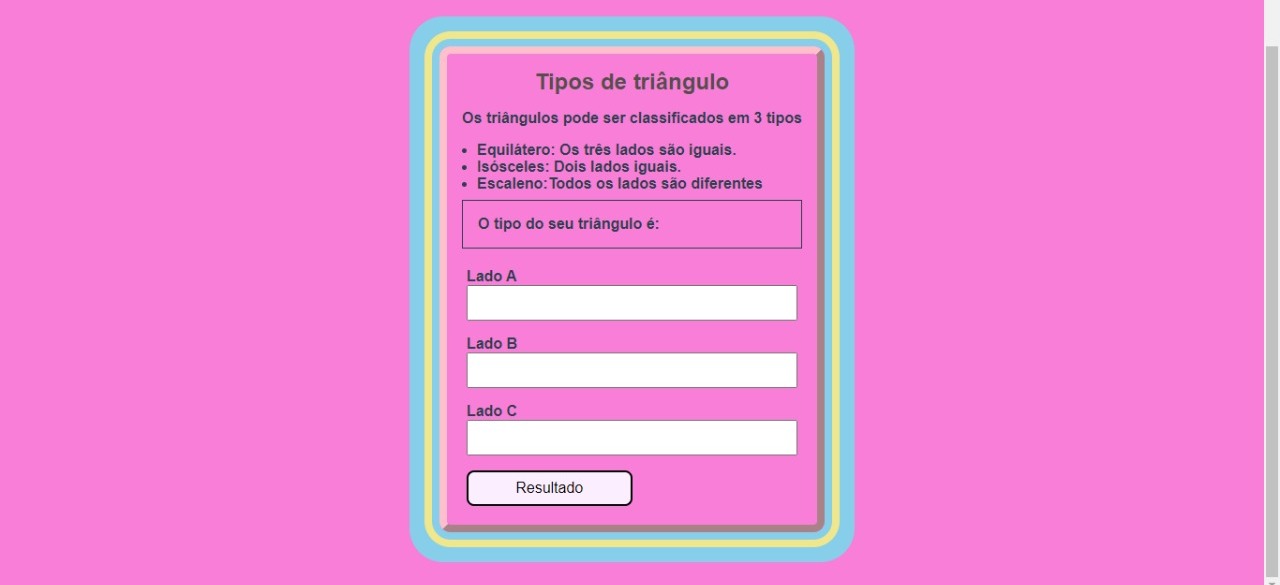 Tipos de triângulo
Os triângulos pode ser classificados em 3 tipos
• Equilátero: Os três lados são iguais.
• Isósceles: Dois lados iguais.
• Escaleno:Todos os lados são diferentes
O tipo do seu triângulo é:
Lado A
Lado B
Lado C
Resultado